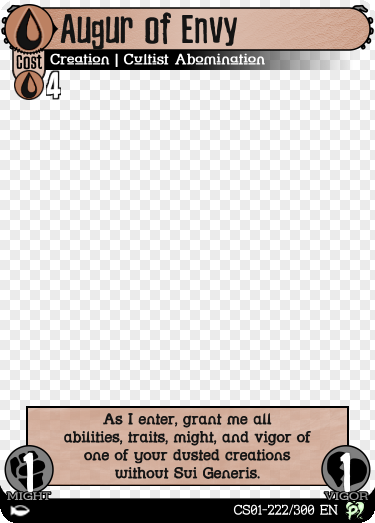 Augur of Envy
Cost
Creation | Cultist Abomination
4
As I enter, grant me all
abilities, traits, might, and vigor of
one of your dusted creations
without Sui Generis.
1
1
MIGHT
VIGOR
CS01-222/300 EN